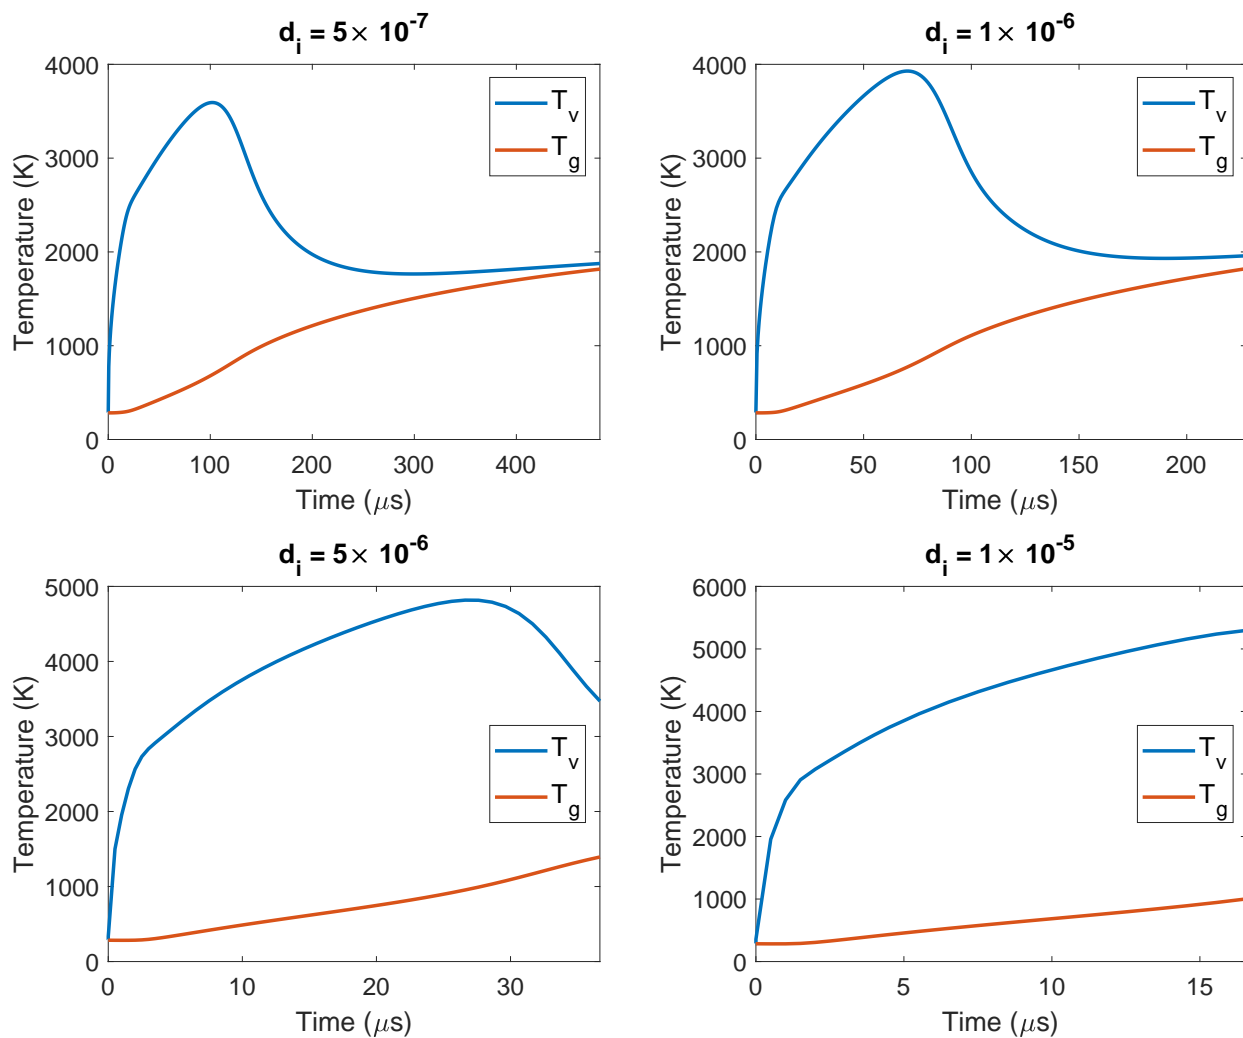 d_i = 5× 10^-7
4000
3000
2000
1000
0
0 100 200 300 400
Temperature (K)
Time (μs)
T_v
T_g
d_i = 1× 10^-6
4000
3000
2000
1000
0
0 50 100 150 200
Temperature (K)
Time (μs)
T_v
T_g
d_i = 5× 10^-6
5000
4000
3000
2000
1000
0
0 10 20 30
Temperature (K)
Time (μs)
T_v
T_g
d_i = 1× 10^-5
6000
5000
4000
3000
2000
1000
0
0 5 10 15
Temperature (K)
Time (μs)
T_v
T_g